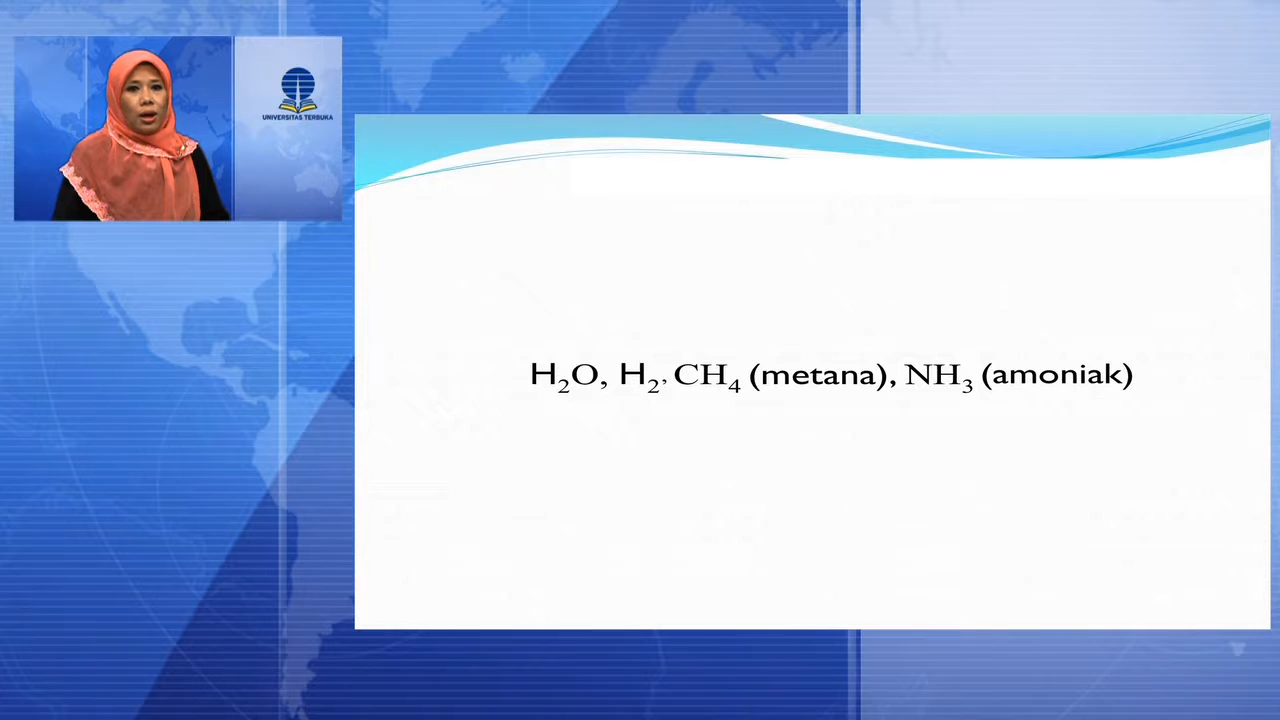 UNIVERSITAS TERBUKA
H₂O, H₂, CH₄ (metana), NH₃ (amoniak)